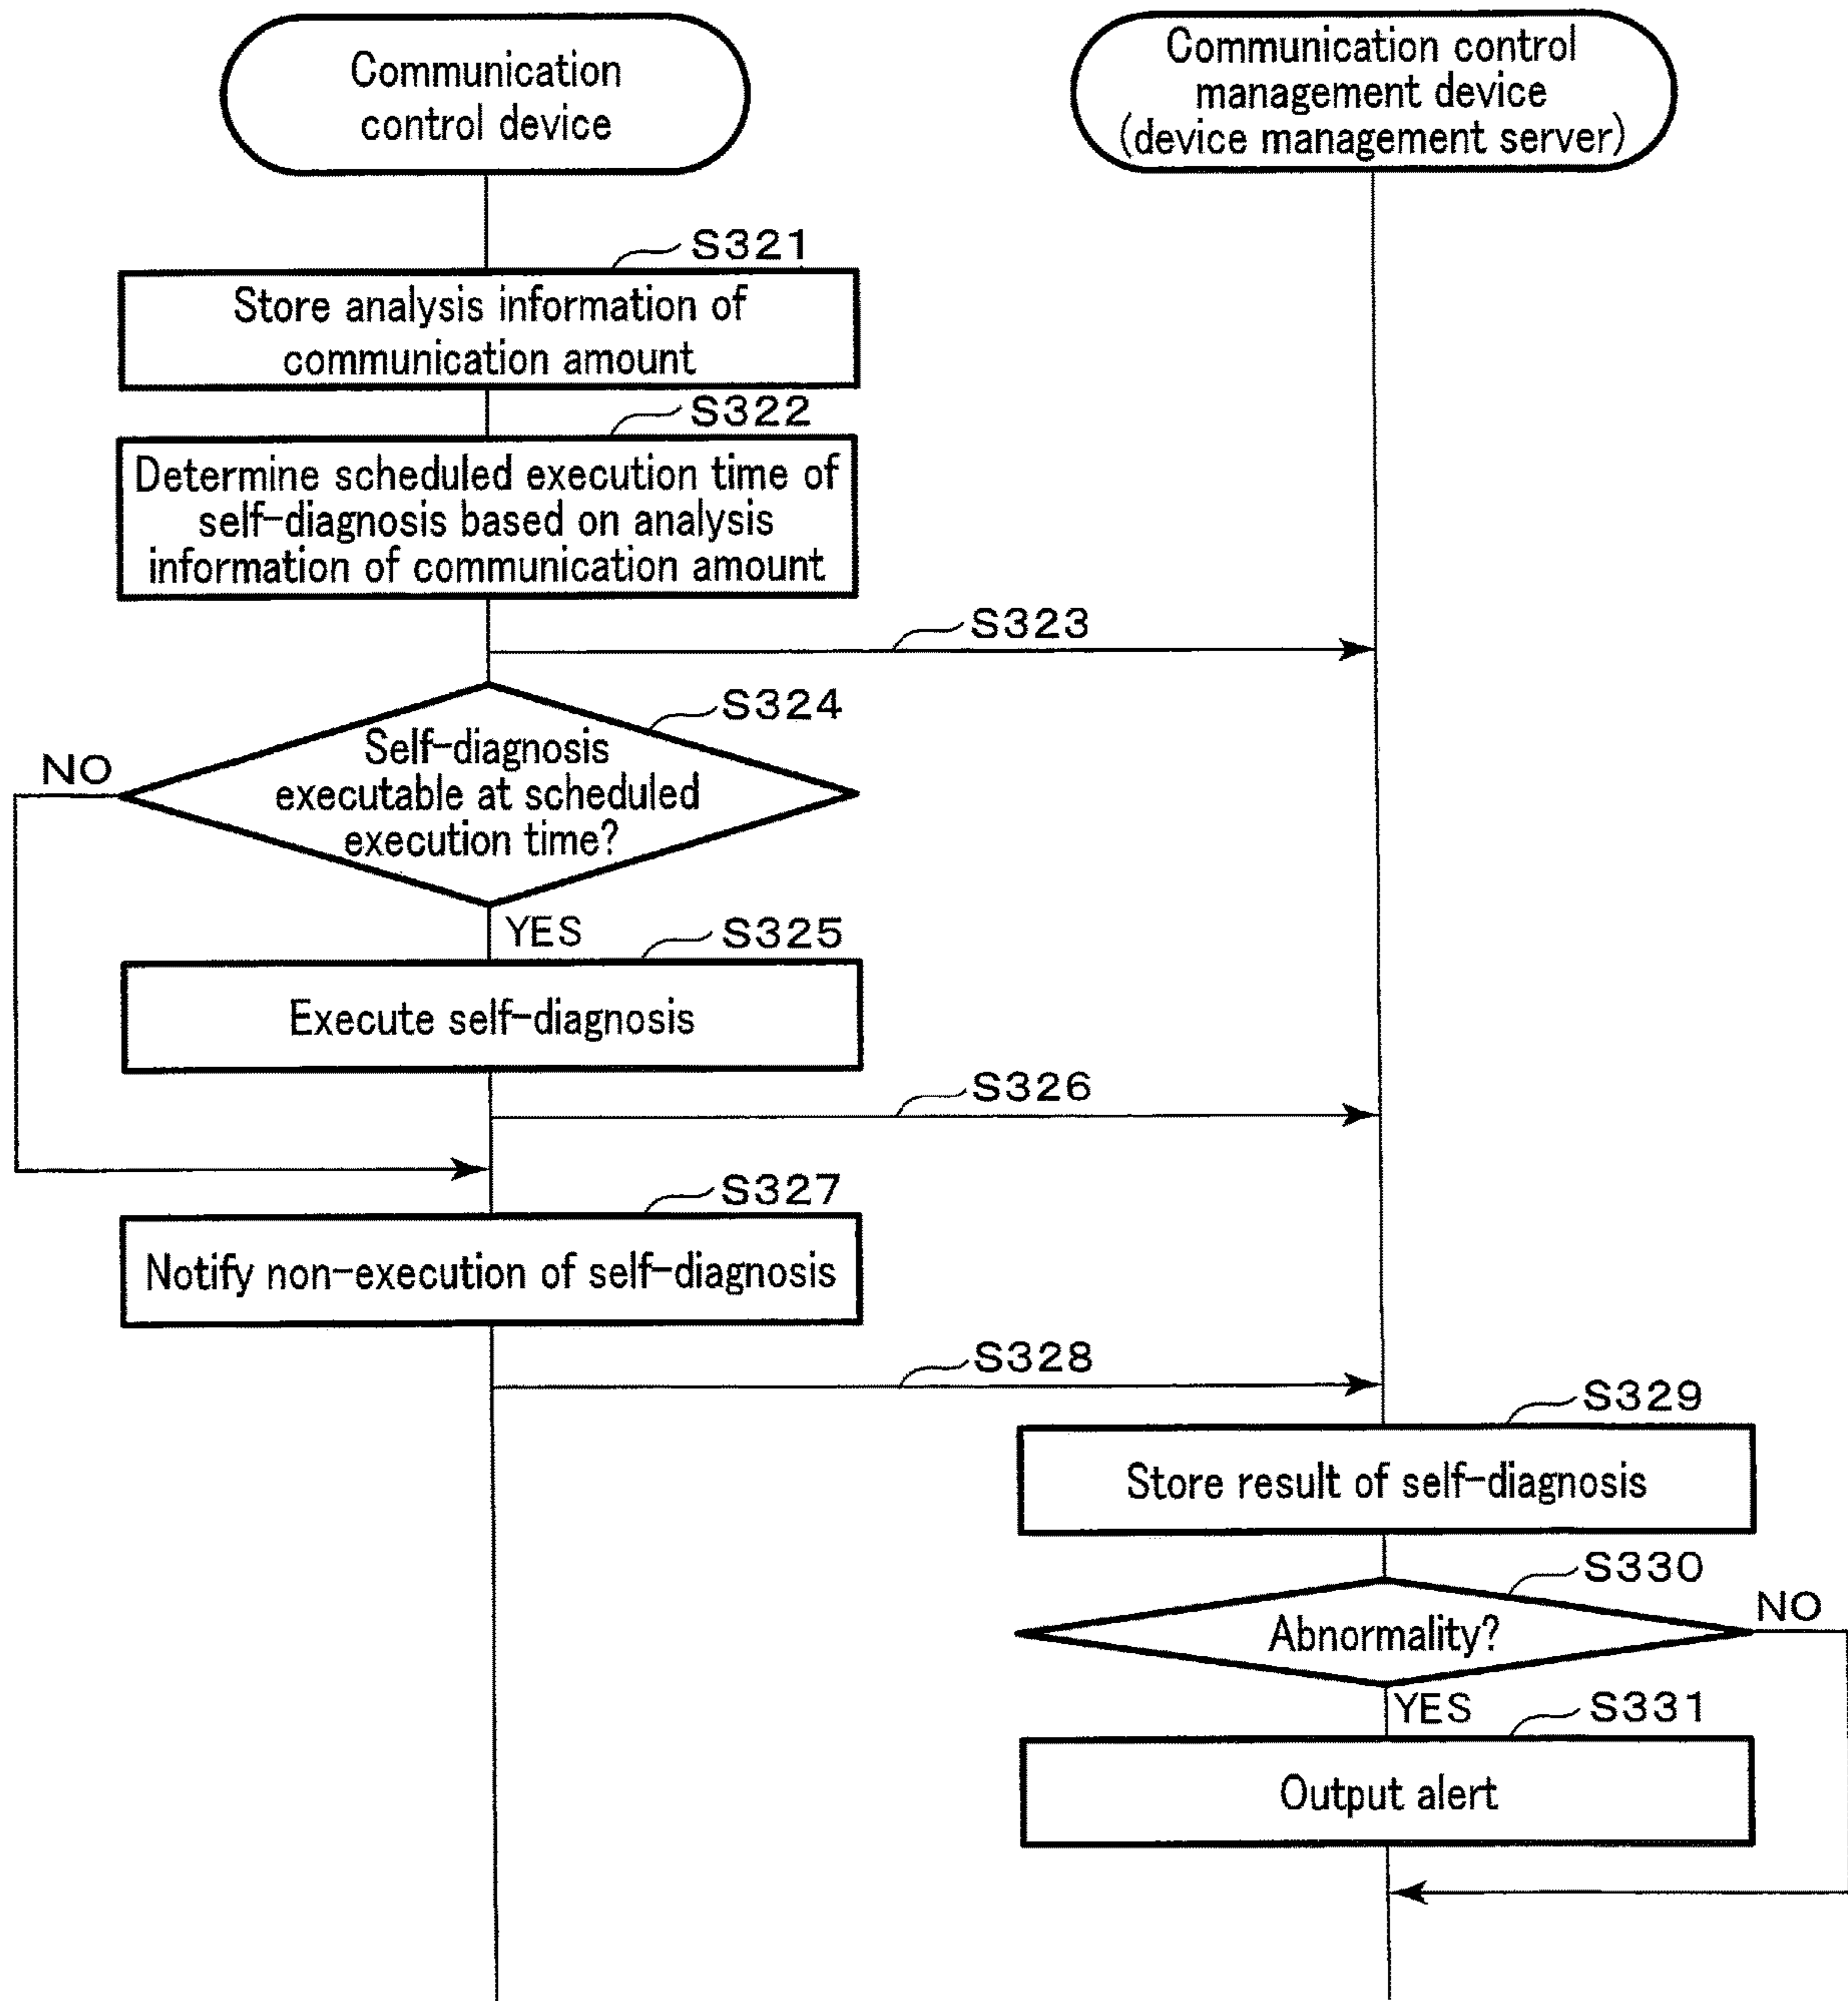 Communication
control device
Communication control
management device
(device management server)
S321
Store analysis information of
communication amount
S322
Determine scheduled execution time of
self-diagnosis based on analysis
information of communication amount
S323
S324
Self-diagnosis
executable at scheduled
execution time?
NO
YES
S325
Execute self-diagnosis
S326
S327
Notify non-execution of self-diagnosis
S328
S329
Store result of self-diagnosis
S330
Abnormality?
NO
YES
S331
Output alert